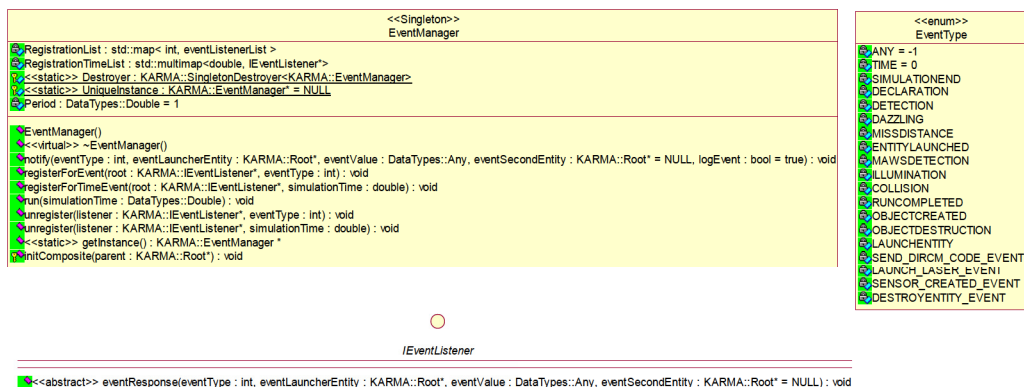 <<Singleton>>
EventManager
RegistrationList : std::map< int, eventListenerList >
RegistrationTimeList : std::multimap<double, IEventListener*>
<<static>> Destroyer : KARMA::SingletonDestroyer<KARMA::EventManager>
<<static>> UniqueInstance : KARMA::EventManager* = NULL
Period : DataTypes::Double = 1
EventManager()
<<virtual>> ~EventManager()
notify(eventType : int, eventLauncherEntity : KARMA::Root*, eventValue : DataTypes::Any, eventSecondEntity : KARMA::Root* = NULL, logEvent : bool = true) : void
registerForEvent(root : KARMA::IEventListener*, eventType : int) : void
registerForTimeEvent(root : KARMA::IEventListener*, simulationTime : double) : void
run(simulationTime : DataTypes::Double) : void
unregister(listener : KARMA::IEventListener*, eventType : int) : void
unregister(listener : KARMA::IEventListener*, simulationTime : double) : void
<<static>> getInstance() : KARMA::EventManager *
initComposite(parent : KARMA::Root*) : void
<<enum>>
EventType
ANY = -1
TIME = 0
SIMULATIONEND
DECLARATION
DETECTION
DAZZLING
MISSDISTANCE
ENTITYLAUNCHED
MAWSDETECTION
ILLUMINATION
COLLISION
RUNCOMPLETED
OBJECTCREATED
OBJECTDESTRUCTION
LAUNCHENTITY
SEND_DIRCM_CODE_EVENT
LAUNCH_LASER_EVENT
SENSOR_CREATED_EVENT
DESTROYENTITY_EVENT
IEventListener
<<abstract>> eventResponse(eventType : int, eventLauncherEntity : KARMA::Root*, eventValue : DataTypes::Any, eventSecondEntity : KARMA::Root* = NULL) : void